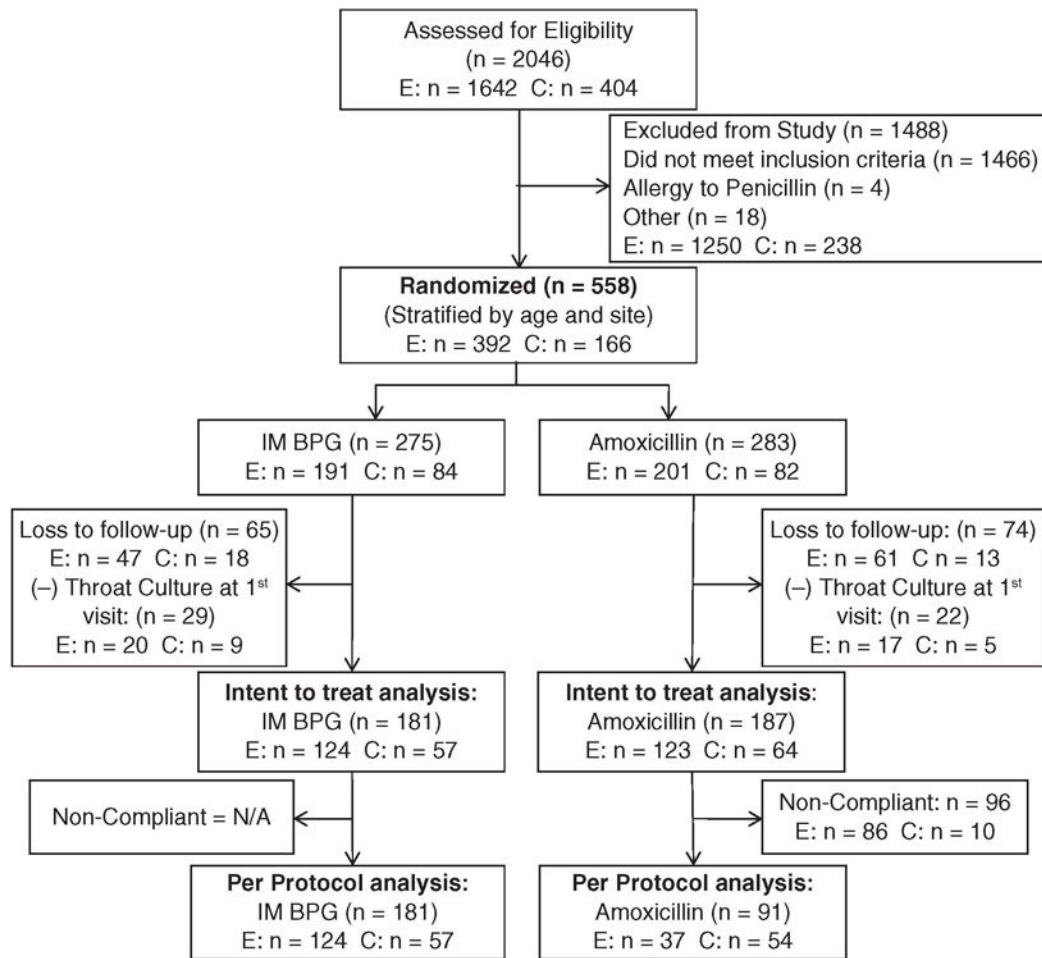 Assessed for Eligibility
(n = 2046)
E: n = 1642 C: n = 404
Excluded from Study (n = 1488)
Did not meet inclusion criteria (n = 1466)
Allergy to Penicillin (n = 4)
Other (n = 18)
E: n = 1250 C: n = 238
Randomized (n = 558)
(Stratified by age and site)
E: n = 392 C: n = 166
IM BPG (n = 275)
E: n = 191 C: n = 84
Amoxicillin (n = 283)
E: n = 201 C: n = 82
Loss to follow-up (n = 65)
E: n = 47 C: n = 18
(–) Throat Culture at 1st
visit: (n = 29)
E: n = 20 C: n = 9
Loss to follow-up: (n = 74)
E: n = 61 C n = 13
(–) Throat Culture at 1st
visit: (n = 22)
E: n = 17 C: n = 5
Intent to treat analysis:
IM BPG (n = 181)
E: n = 124 C: n = 57
Intent to treat analysis:
Amoxicillin (n = 187)
E: n = 123 C: n = 64
Non-Compliant = N/A
Non-Compliant: n = 96
E: n = 86 C: n = 10
Per Protocol analysis:
IM BPG (n = 181)
E: n = 124 C: n = 57
Per Protocol analysis:
Amoxicillin (n = 91)
E: n = 37 C: n = 54